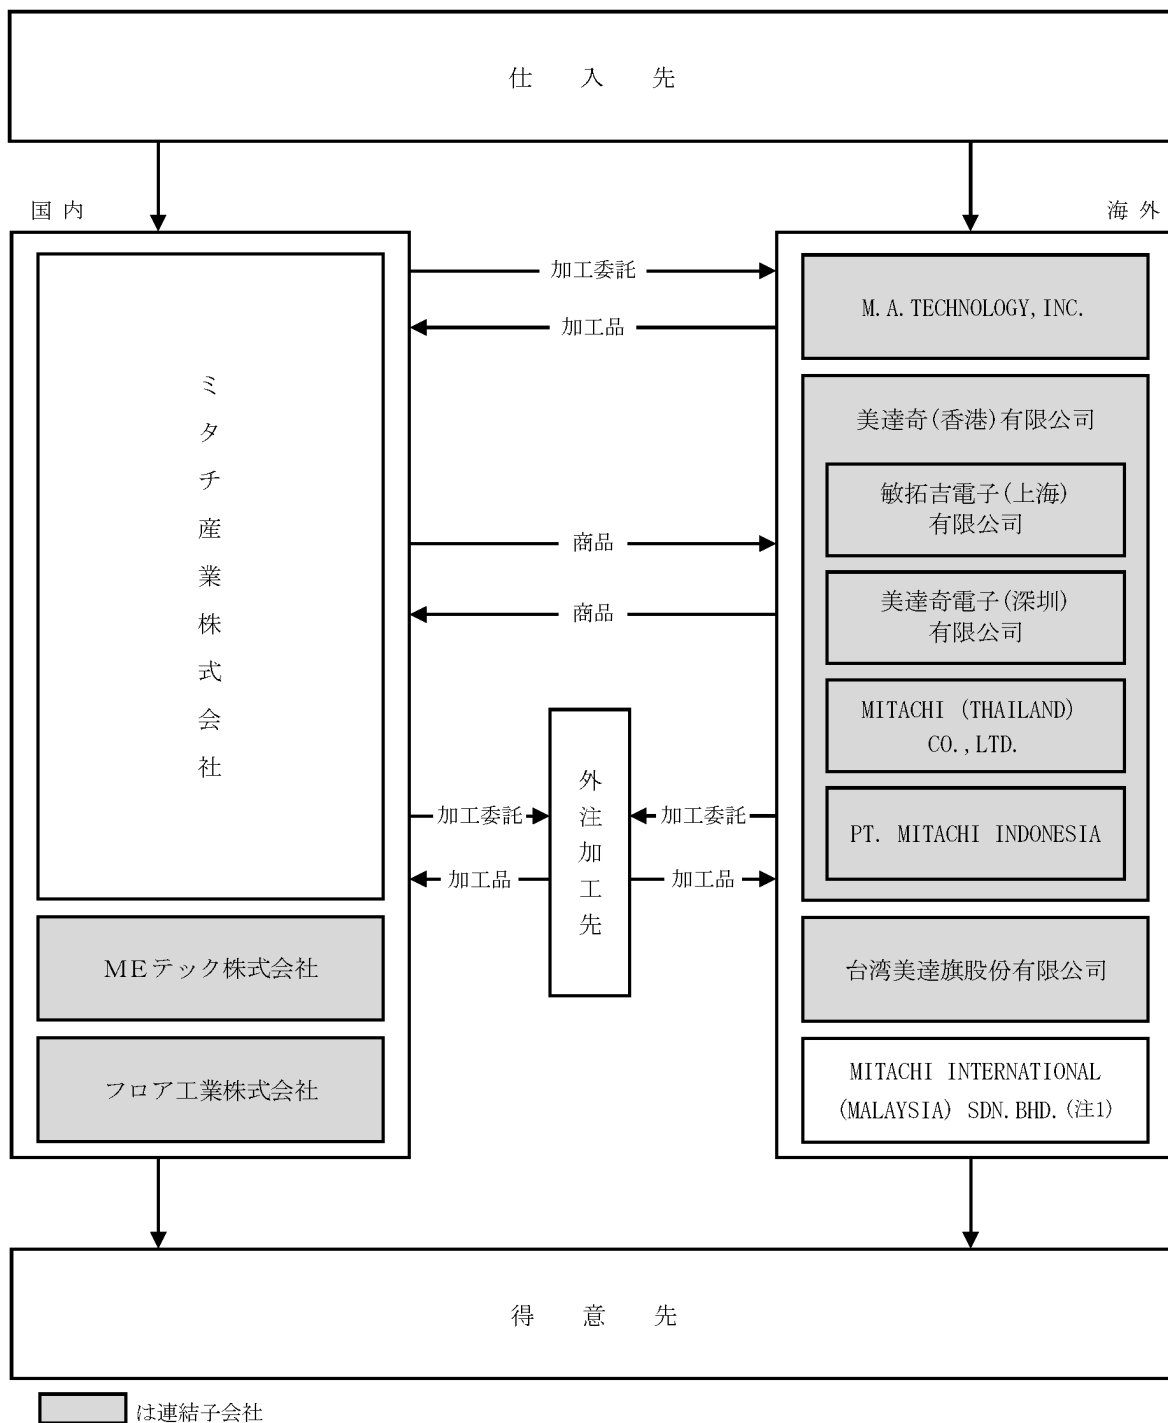 仕入先
国内
海外
ミタチ産業株式会社
MEテック株式会社
フロア工業株式会社
加工委託
加工品
商品
商品
加工委託
加工品
外注加工先
加工委託
加工品
M.A.TECHNOLOGY,INC.
美達奇(香港)有限公司
敏拓吉電子(上海)
有限公司
美達奇電子(深圳)
有限公司
MITACHI (THAILAND)
CO.,LTD.
PT. MITACHI INDONESIA
台湾美達旗股份有限公司
MITACHI INTERNATIONAL
(MALAYSIA) SDN.BHD.(注1)
得意先
は連結子会社